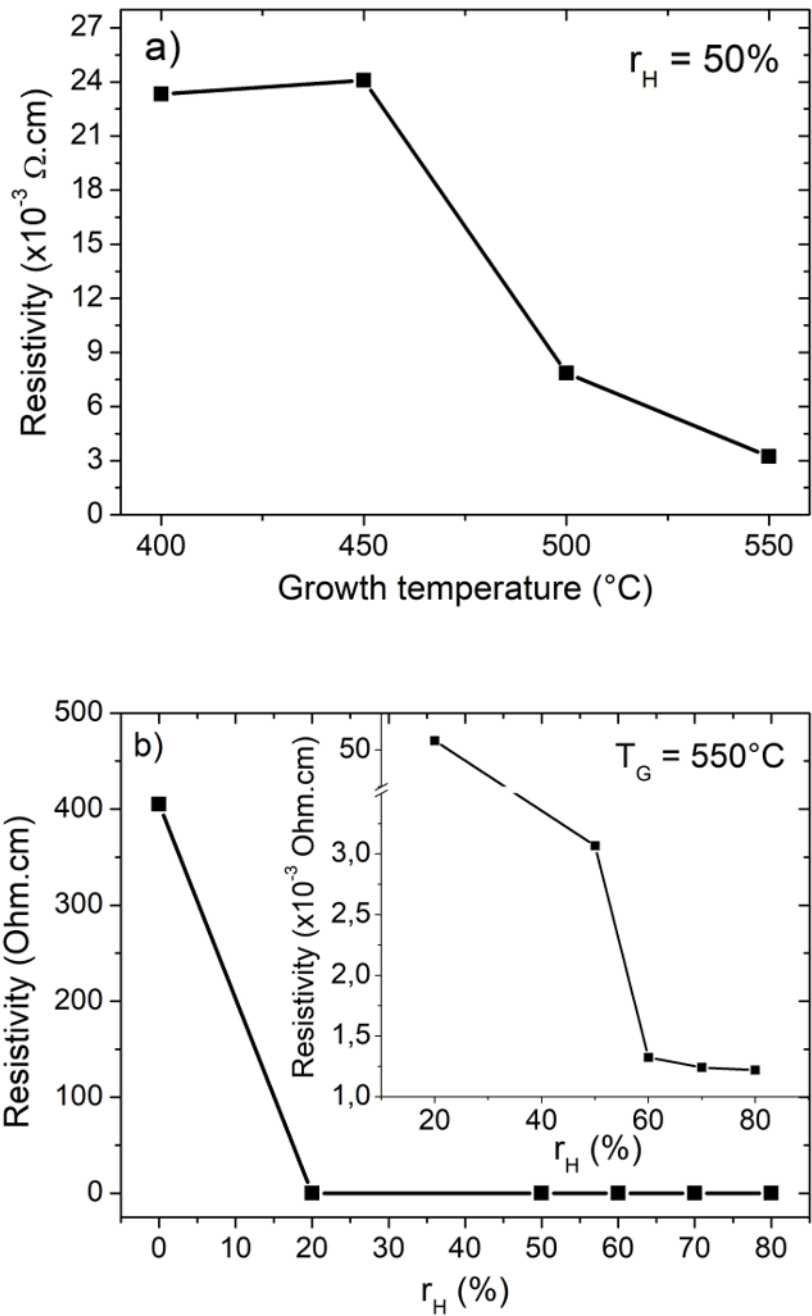 a)
r_H = 50%
27
24
21
18
15
12
9
6
3
0
Resistivity (x10⁻³ Ω.cm)
400 450 500 550
Growth temperature (°C)
b)
500
400
300
200
100
0
Resistivity (Ohm.cm)
0 10 20 30 40 50 60 70 80
r_H (%)
T_G = 550°C
50
3,0
2,5
2,0
1,5
1,0
Resistivity (x10⁻³ Ohm.cm)
20 40 60 80
r_H (%)